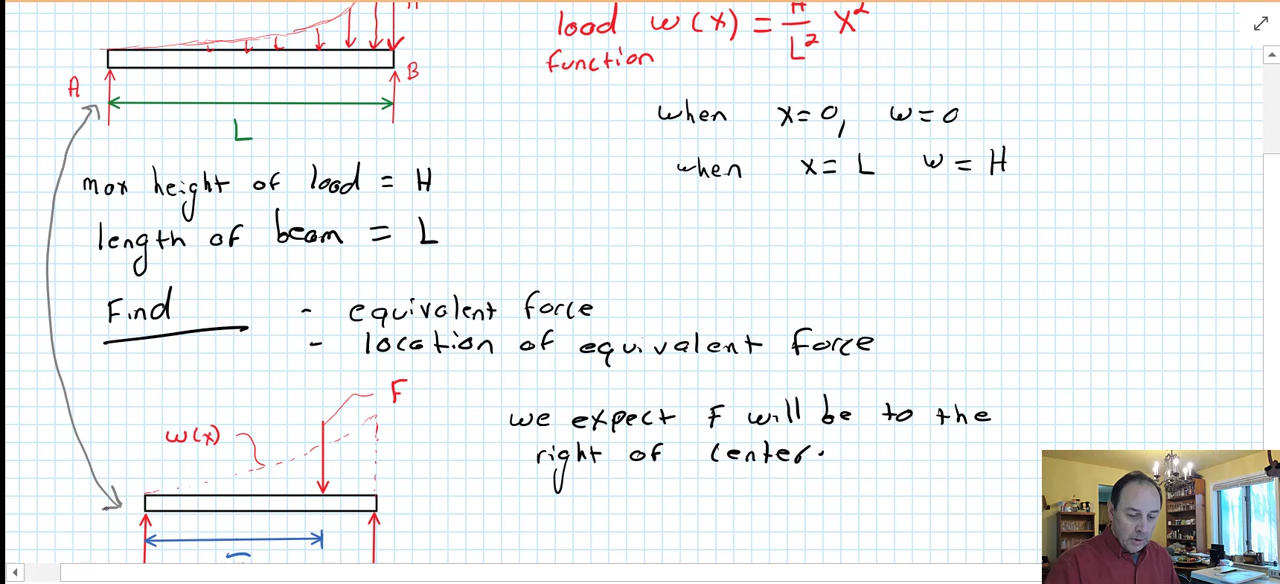 load w(x) = H/L² x²
function
A
B
L
when x=0, w=0
when x= L w = H
max height of load = H
length of beam = L
Find - equivalent force
- location of equivalent force
F
w(x)
we expect F will be to the
right of center.